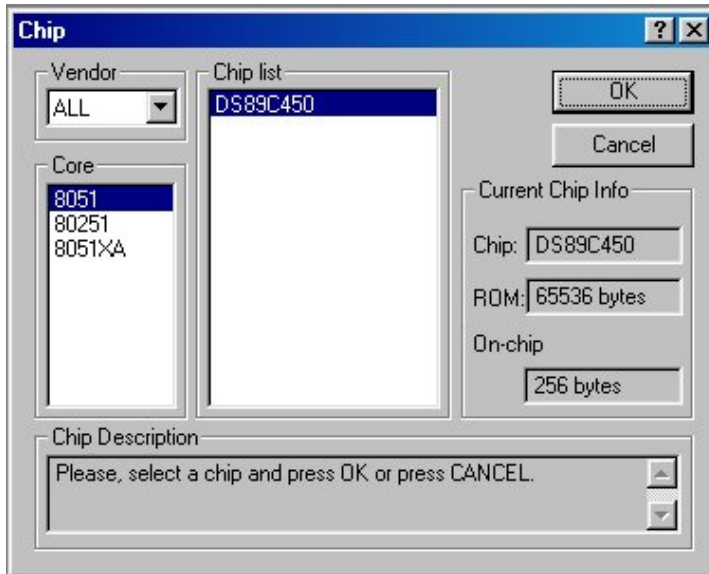 Chip
Vendor
ALL
Core
8051
80251
8051XA
Chip list
DS89C450
OK
Cancel
Current Chip Info
Chip: DS89C450
ROM: 65536 bytes
On-chip
256 bytes
Chip Description
Please, select a chip and press OK or press CANCEL.